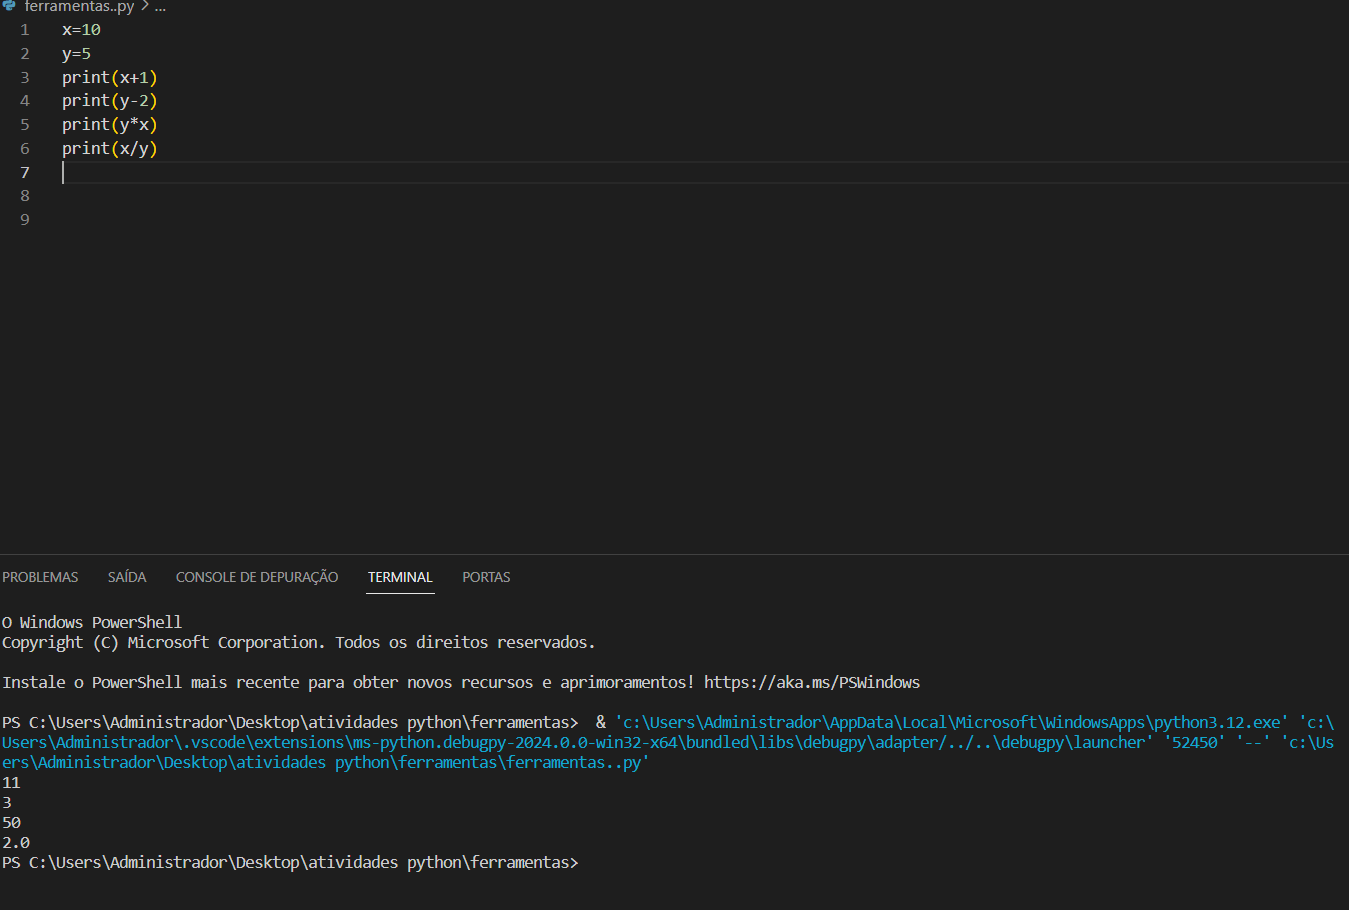 ferramentas..py > ...
1 x=10
2 y=5
3 print(x+1)
4 print(y-2)
5 print(y*x)
6 print(x/y)
7
8
9
PROBLEMAS SAÍDA CONSOLE DE DEPURAÇÃO TERMINAL PORTAS
O Windows PowerShell
Copyright (C) Microsoft Corporation. Todos os direitos reservados.
Instale o PowerShell mais recente para obter novos recursos e aprimoramentos! https://aka.ms/PSWindows
PS C:\Users\Administrador\Desktop\atividades python\ferramentas>  & 'c:\Users\Administrador\AppData\Local\Microsoft\WindowsApps\python3.12.exe' 'c:\
Users\Administrador\.vscode\extensions\ms-python.debugpy-2024.0.0-win32-x64\bundled\libs\debugpy\adapter/../..\debugpy\launcher' '52450' '--' 'c:\Us
ers\Administrador\Desktop\atividades python\ferramentas\ferramentas..py'
11
3
50
2.0
PS C:\Users\Administrador\Desktop\atividades python\ferramentas>